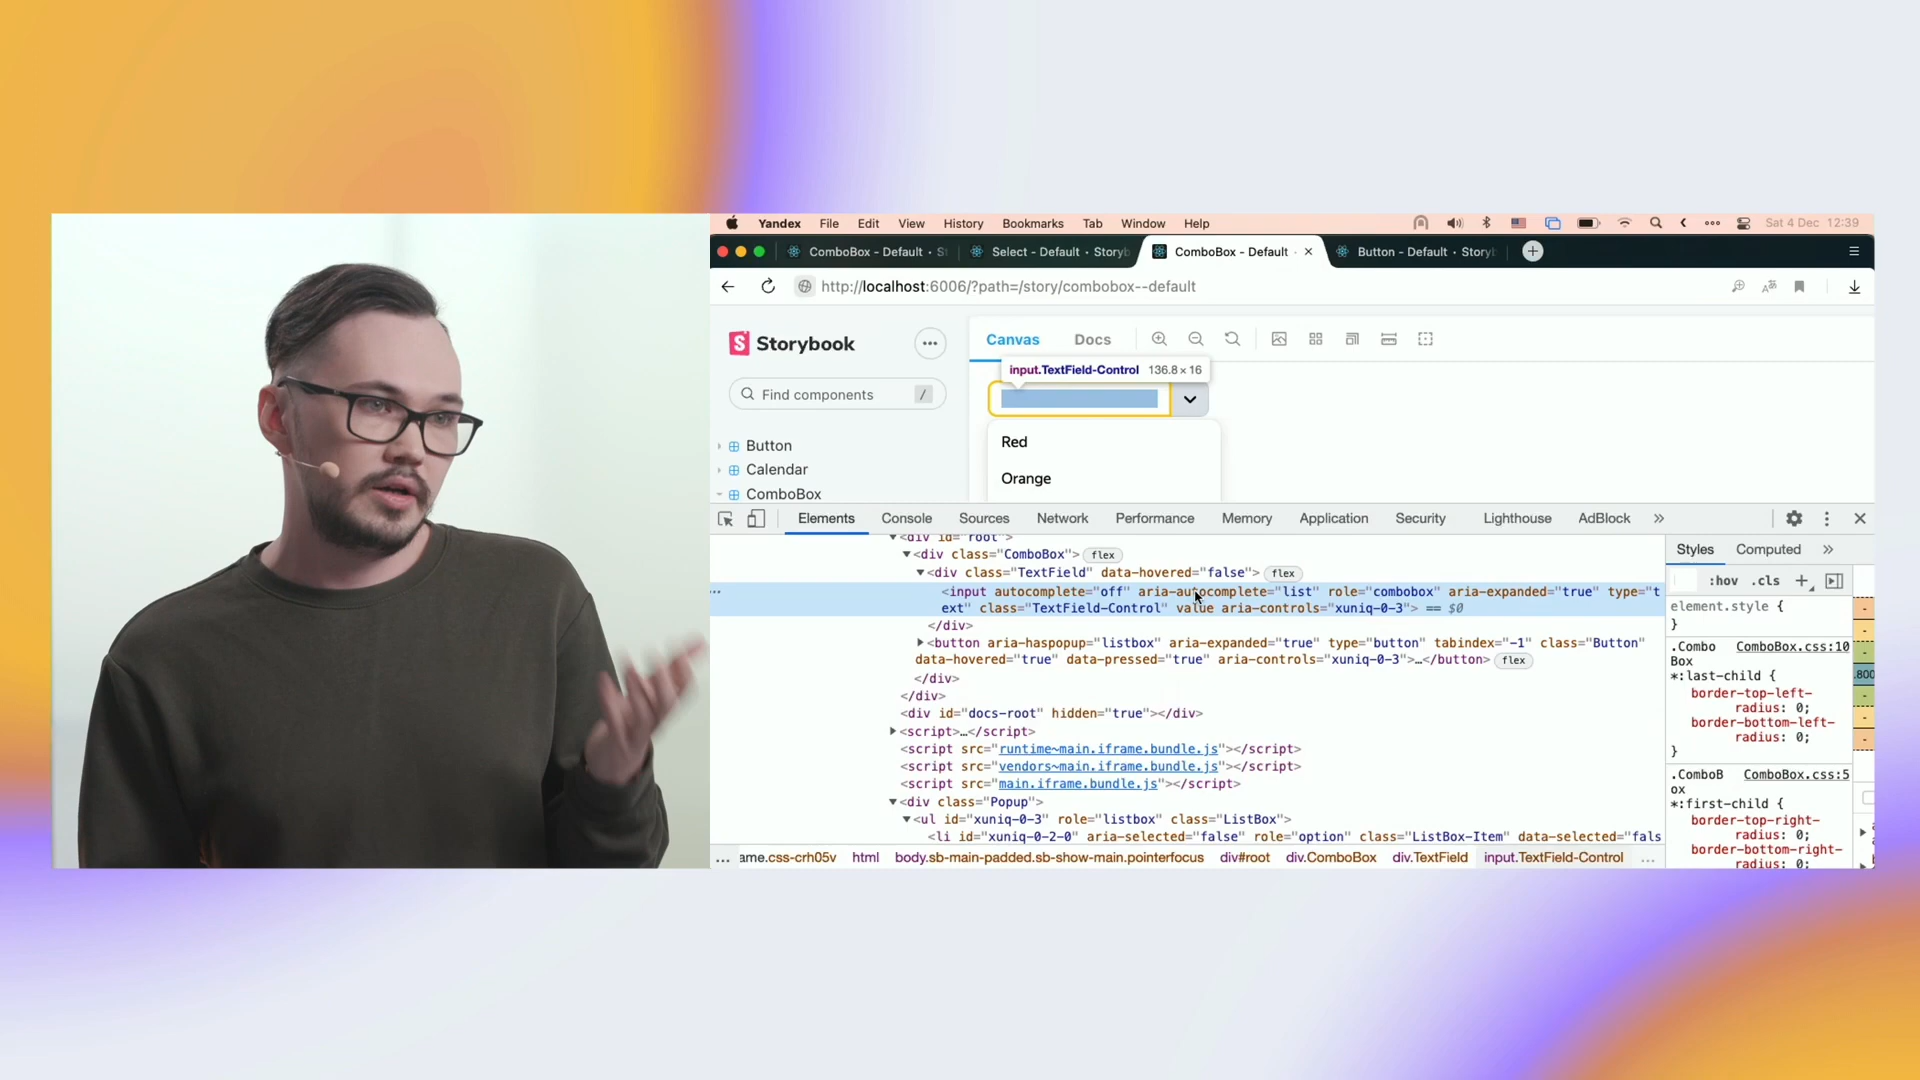 Yandex File Edit View History Bookmarks Tab Window Help Sat 4 Dec 12:39
ComboBox - Default · S Select - Default · Storyb ComboBox - Default Button - Default · Storyb
http://localhost:6006/?path=/story/combobox--default
Storybook
Canvas Docs
input.TextField-Control 136.8 × 16
Find components /
Red
Button
Calendar
Orange
ComboBox
Elements Console Sources Network Performance Memory Application Security Lighthouse AdBlock »
<div id="root">
<div class="ComboBox"> flex
<div class="TextField" data-hovered="false"> flex
<input autocomplete="off" aria-autocomplete="list" role="combobox" aria-expanded="true" type="t
ext" class="TextField-Control" value aria-controls="xuniq-0-3"> == $0
</div>
<button aria-haspopup="listbox" aria-expanded="true" type="button" tabindex="-1" class="Button"
data-hovered="true" data-pressed="true" aria-controls="xuniq-0-3">…</button> flex
</div>
</div>
<div id="docs-root" hidden="true"></div>
<script>…</script>
<script src="runtime~main.iframe.bundle.js"></script>
<script src="vendors~main.iframe.bundle.js"></script>
<script src="main.iframe.bundle.js"></script>
<div class="Popup">
<ul id="xuniq-0-3" role="listbox" class="ListBox">
<li id="xuniq-0-2-0" aria-selected="false" role="option" class="ListBox-Item" data-selected="fals
... ame.css-crh05v html body.sb-main-padded.sb-show-main.pointerfocus div#root div.ComboBox div.TextField input.TextField-Control ...
Styles Computed »
:hov .cls +
element.style {
}
.Combo ComboBox.css:10
Box
*:last-child {
border-top-left-
radius: 0;
border-bottom-left-
radius: 0;
}
.ComboB ComboBox.css:5
ox
*:first-child {
border-top-right-
radius: 0;
border-bottom-right-
radius: 0;